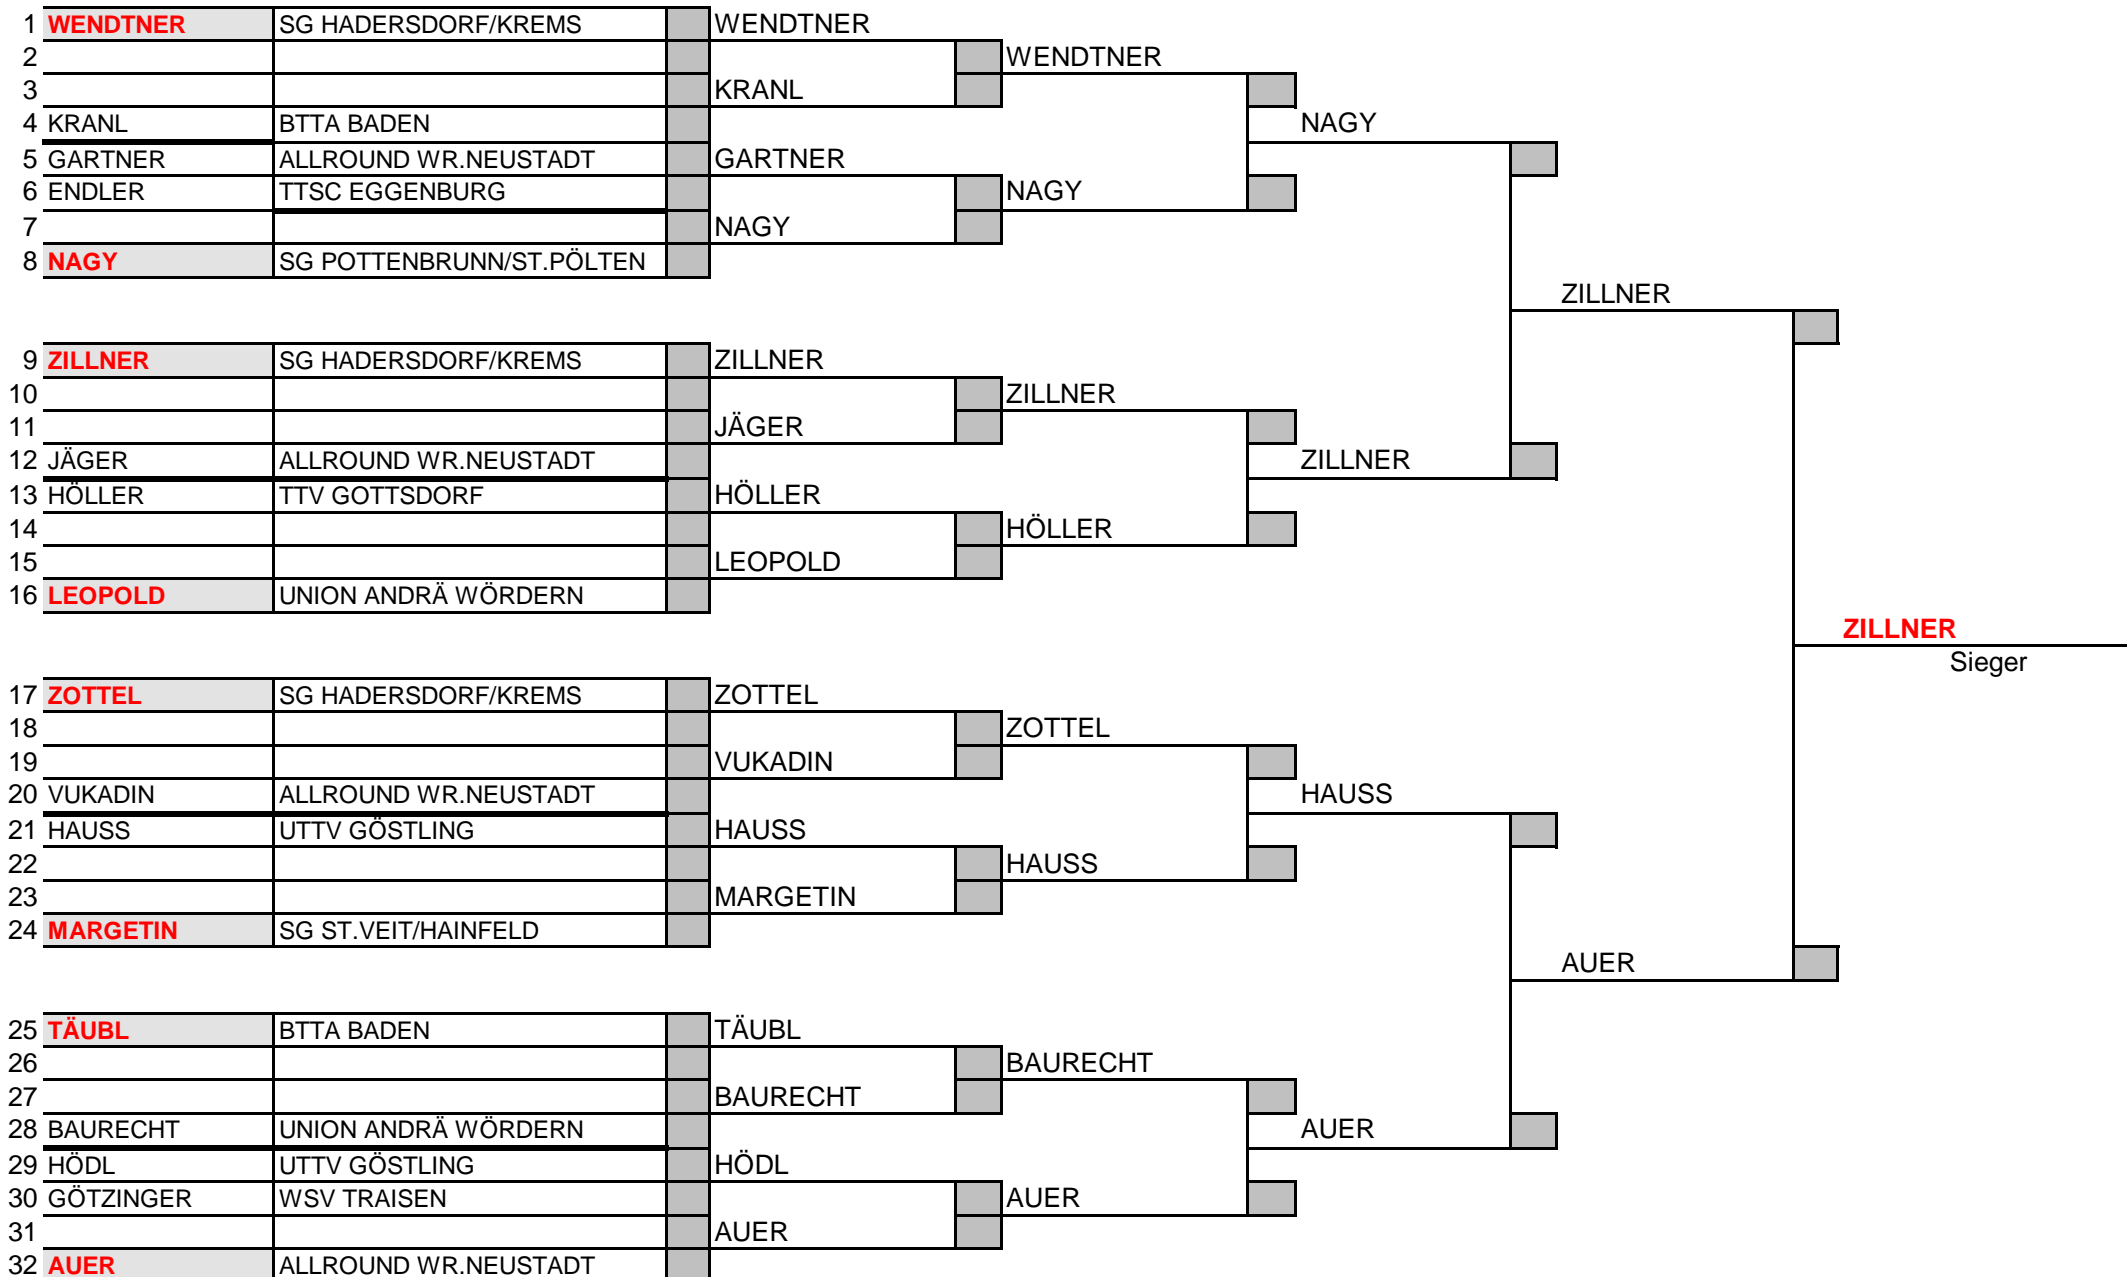 1 WENDTNER SG HADERSDORF/KREMS WENDTNER
2 WENDTNER
3 KRANL
4 KRANL BTTA BADEN NAGY
5 GARTNER ALLROUND WR.NEUSTADT GARTNER
6 ENDLER TTSC EGGENBURG NAGY
7 NAGY
8 NAGY SG POTTENBRUNN/ST.PÖLTEN
ZILLNER
9 ZILLNER SG HADERSDORF/KREMS ZILLNER
10 ZILLNER
11 JÄGER
12 JÄGER ALLROUND WR.NEUSTADT ZILLNER
13 HÖLLER TTV GOTTSDORF HÖLLER
14 HÖLLER
15 LEOPOLD
16 LEOPOLD UNION ANDRÄ WÖRDERN
ZILLNER
Sieger
17 ZOTTEL SG HADERSDORF/KREMS ZOTTEL
18 ZOTTEL
19 VUKADIN
20 VUKADIN ALLROUND WR.NEUSTADT HAUSS
21 HAUSS UTTV GÖSTLING HAUSS
22 HAUSS
23 MARGETIN
24 MARGETIN SG ST.VEIT/HAINFELD
AUER
25 TÄUBL BTTA BADEN TÄUBL
26 BAURECHT
27 BAURECHT
28 BAURECHT UNION ANDRÄ WÖRDERN AUER
29 HÖDL UTTV GÖSTLING HÖDL
30 GÖTZINGER WSV TRAISEN AUER
31 AUER
32 AUER ALLROUND WR.NEUSTADT